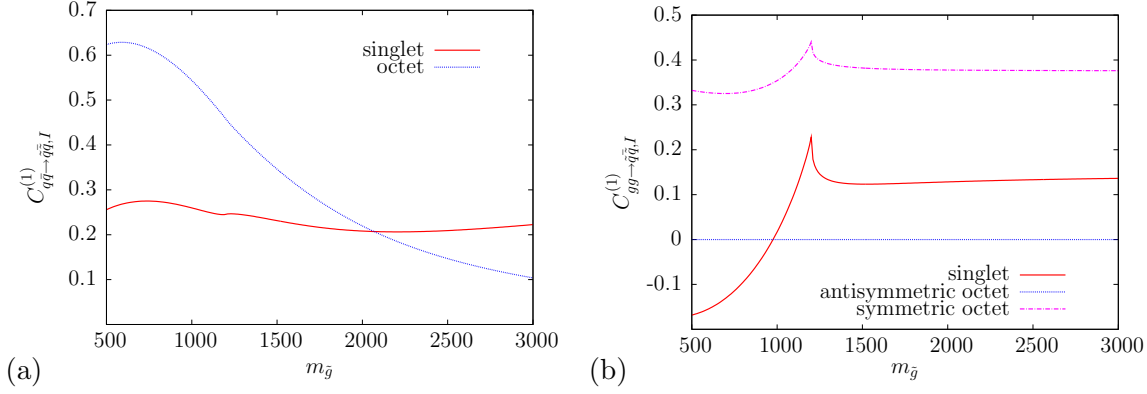 0.7
0.6
0.5
0.4
0.3
0.2
0.1
500 1000 1500 2000 2500 3000
$C^{(1)}_{q\bar{q}\to\tilde{q}\bar{\tilde{q}},I}$
$m_{\tilde{g}}$
singlet
octet
(a)
0.5
0.4
0.3
0.2
0.1
0
-0.1
500 1000 1500 2000 2500 3000
$C^{(1)}_{gg\to\tilde{q}\bar{\tilde{q}},I}$
$m_{\tilde{g}}$
singlet
antisymmetric octet
symmetric octet
(b)